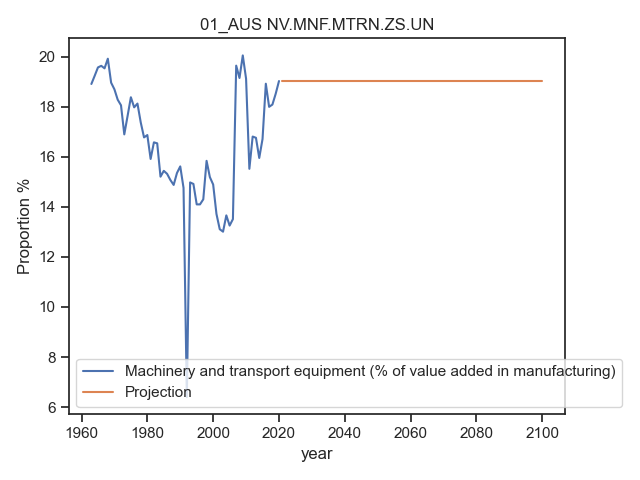 01_AUS NV.MNF.MTRN.ZS.UN
20
18
16
14
12
10
8
6
Proportion %
Machinery and transport equipment (% of value added in manufacturing)
Projection
1960 1980 2000 2020 2040 2060 2080 2100
year